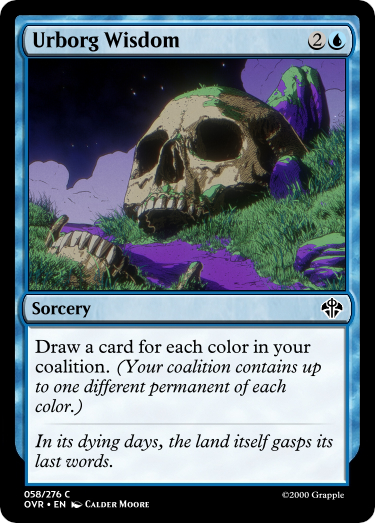 Urborg Wisdom 2
Sorcery
Draw a card for each color in your
coalition. (Your coalition contains up
to one different permanent of each
color.)
In its dying days, the land itself gasps its
last words.
058/276 C
OVR • EN Calder Moore
©2000 Grapple